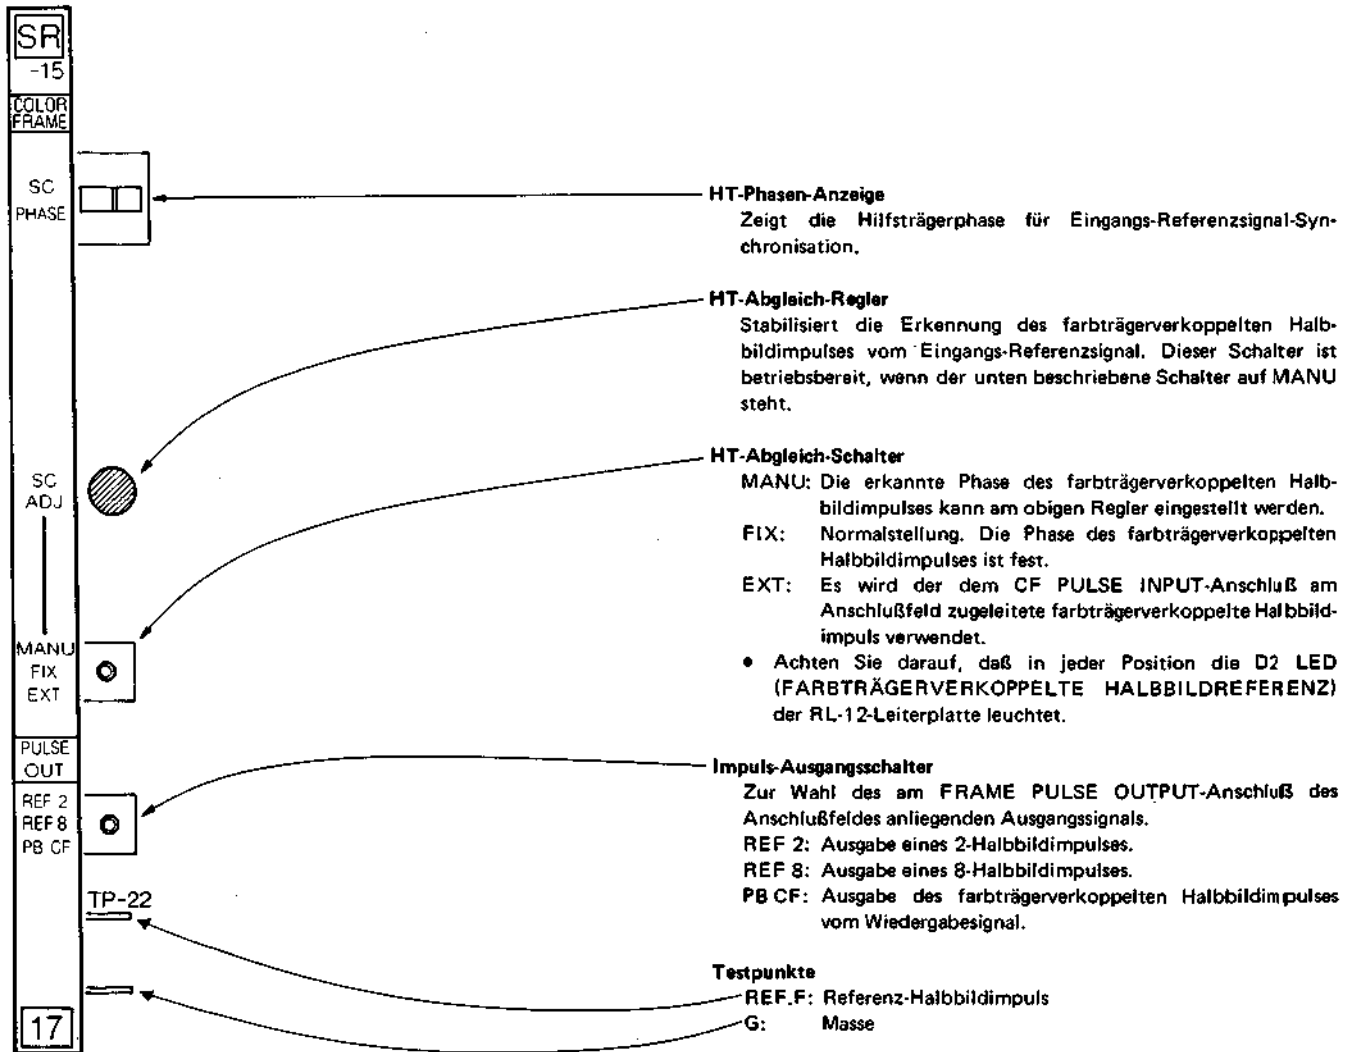 SR
-15
COLOR
FRAME
SC
PHASE
SC
ADJ
MANU
FIX
EXT
PULSE
OUT
REF 2
REF 8
PB CF
TP-22
17
HT-Phasen-Anzeige
Zeigt die Hilfsträgerphase für Eingangs-Referenzsignal-Syn-
chronisation.
HT-Abgleich-Regler
Stabilisiert die Erkennung des farbträgerverkoppelten Halb-
bildimpulses vom Eingangs-Referenzsignal. Dieser Schalter ist
betriebsbereit, wenn der unten beschriebene Schalter auf MANU
steht.
HT-Abgleich-Schalter
MANU: Die erkannte Phase des farbträgerverkoppelten Halb-
bildimpulses kann am obigen Regler eingestellt werden.
FIX: Normalstellung. Die Phase des farbträgerverkoppelten
Halbbildimpulses ist fest.
EXT: Es wird der dem CF PULSE INPUT-Anschluß am
Anschlußfeld zugeleitete farbträgerverkoppelte Halbbild-
impuls verwendet.
• Achten Sie darauf, daß in jeder Position die D2 LED
(FARBTRÄGERVERKOPPELTE HALBBILDREFERENZ)
der RL-12-Leiterplatte leuchtet.
Impuls-Ausgangsschalter
Zur Wahl des am FRAME PULSE OUTPUT-Anschluß des
Anschlußfeldes anliegenden Ausgangssignals.
REF 2: Ausgabe eines 2-Halbbildimpulses.
REF 8: Ausgabe eines 8-Halbbildimpulses.
PB CF: Ausgabe des farbträgerverkoppelten Halbbildimpulses
vom Wiedergabesignal.
Testpunkte
REF.F: Referenz-Halbbildimpuls
G: Masse